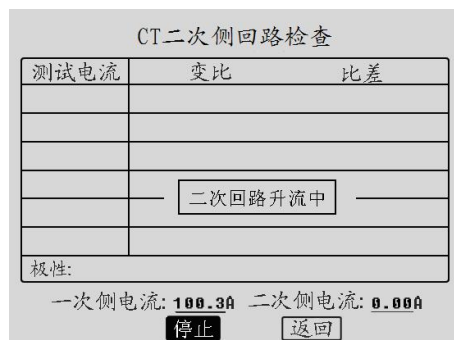 CT二次侧回路检查
测试电流 变比 比差
二次回路升流中
极性:
一次侧电流: 100.3A 二次侧电流: 0.00A
停止 返回